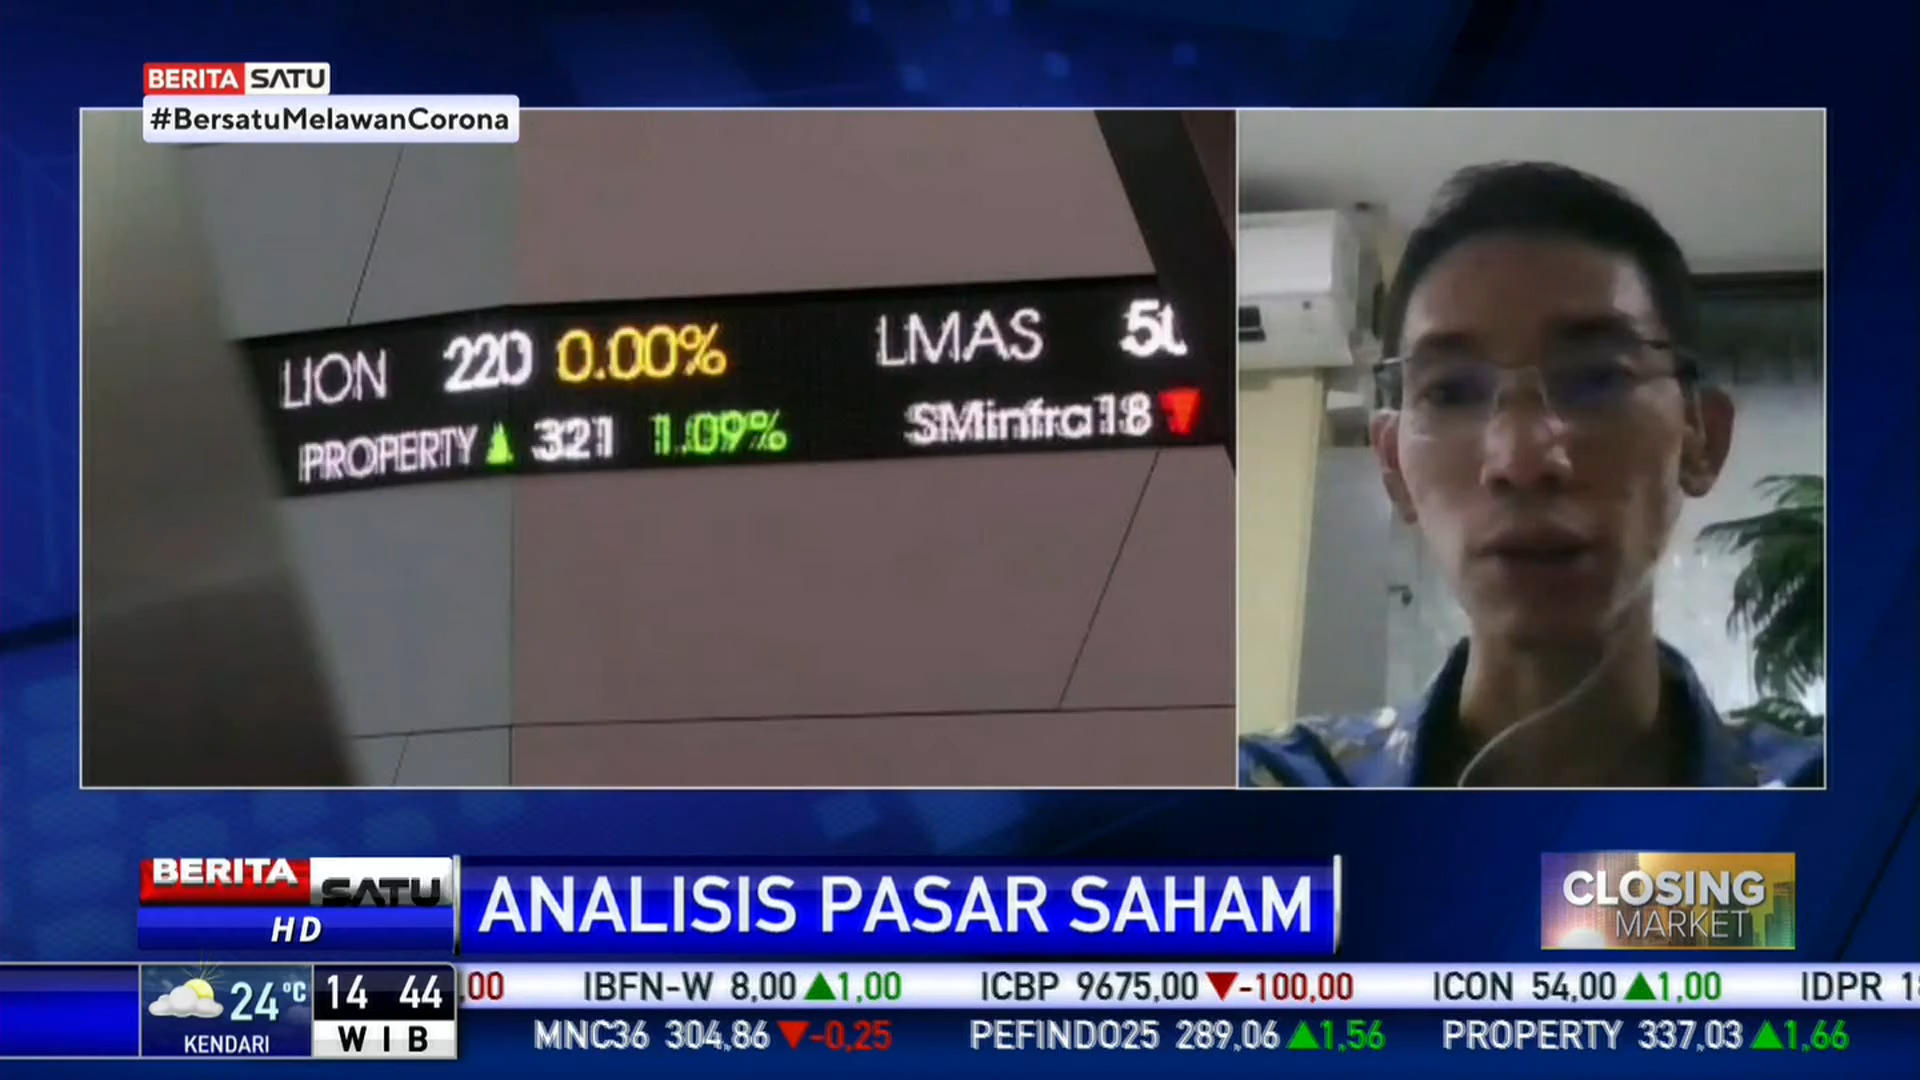 BERITA SATU
#BersatuMelawanCorona
LION 220 0.00% LMAS
PROPERTY ▲ 321 1.09% SMinfra18 ▼
BERITA SATU
HD
ANALISIS PASAR SAHAM
CLOSING
MARKET
24°C
KENDARI
14 44
WIB
,00 IBFN-W 8,00 ▲1,00 ICBP 9675,00 ▼-100,00 ICON 54,00 ▲1,00 IDPR
MNC36 304,86 ▼-0,25 PEFINDO25 289,06 ▲1,56 PROPERTY 337,03 ▲1,66